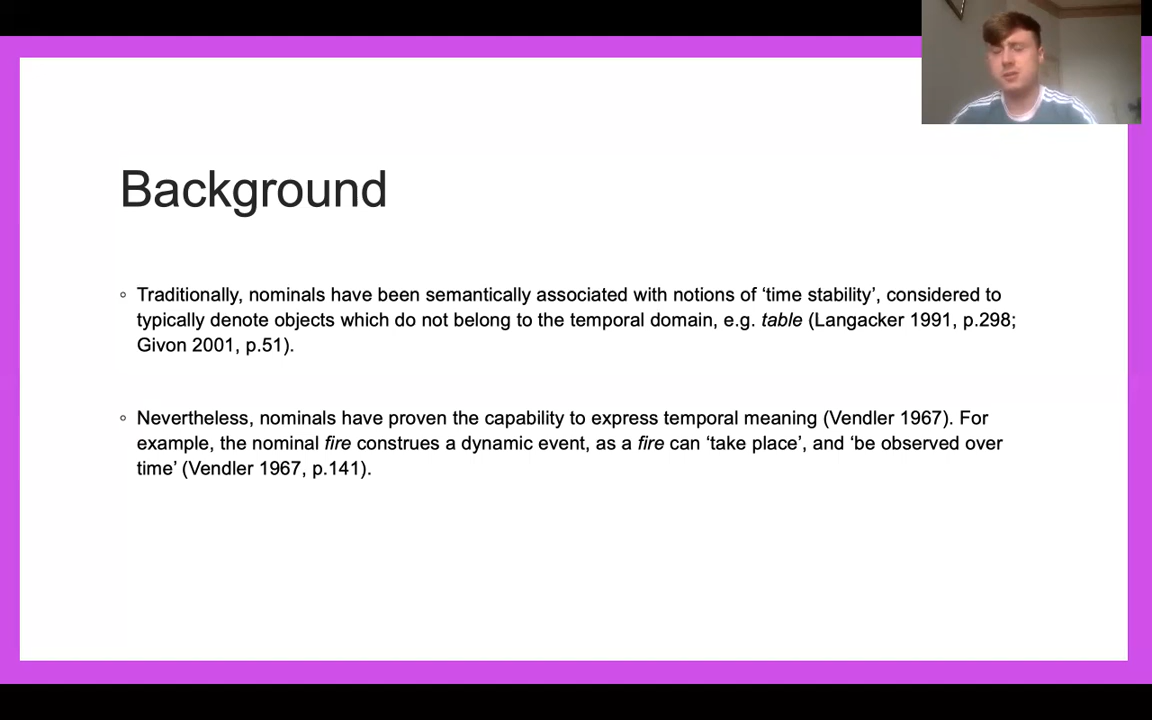 Background
Traditionally, nominals have been semantically associated with notions of ‘time stability’, considered to
typically denote objects which do not belong to the temporal domain, e.g. table (Langacker 1991, p.298;
Givon 2001, p.51).
Nevertheless, nominals have proven the capability to express temporal meaning (Vendler 1967). For
example, the nominal fire construes a dynamic event, as a fire can ‘take place’, and ‘be observed over
time’ (Vendler 1967, p.141).